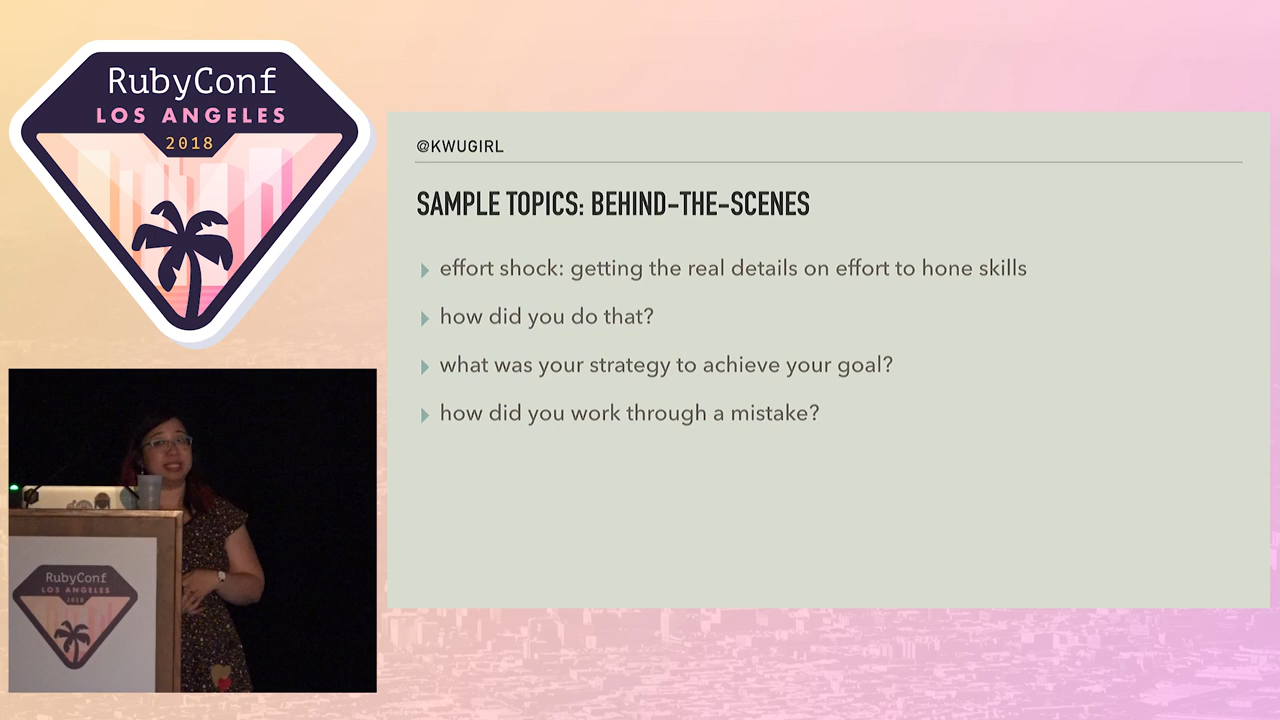 RubyConf
LOS ANGELES
2018
@KWUGIRL
SAMPLE TOPICS: BEHIND-THE-SCENES
effort shock: getting the real details on effort to hone skills
how did you do that?
what was your strategy to achieve your goal?
how did you work through a mistake?
RubyConf
LOS ANGELES
2018